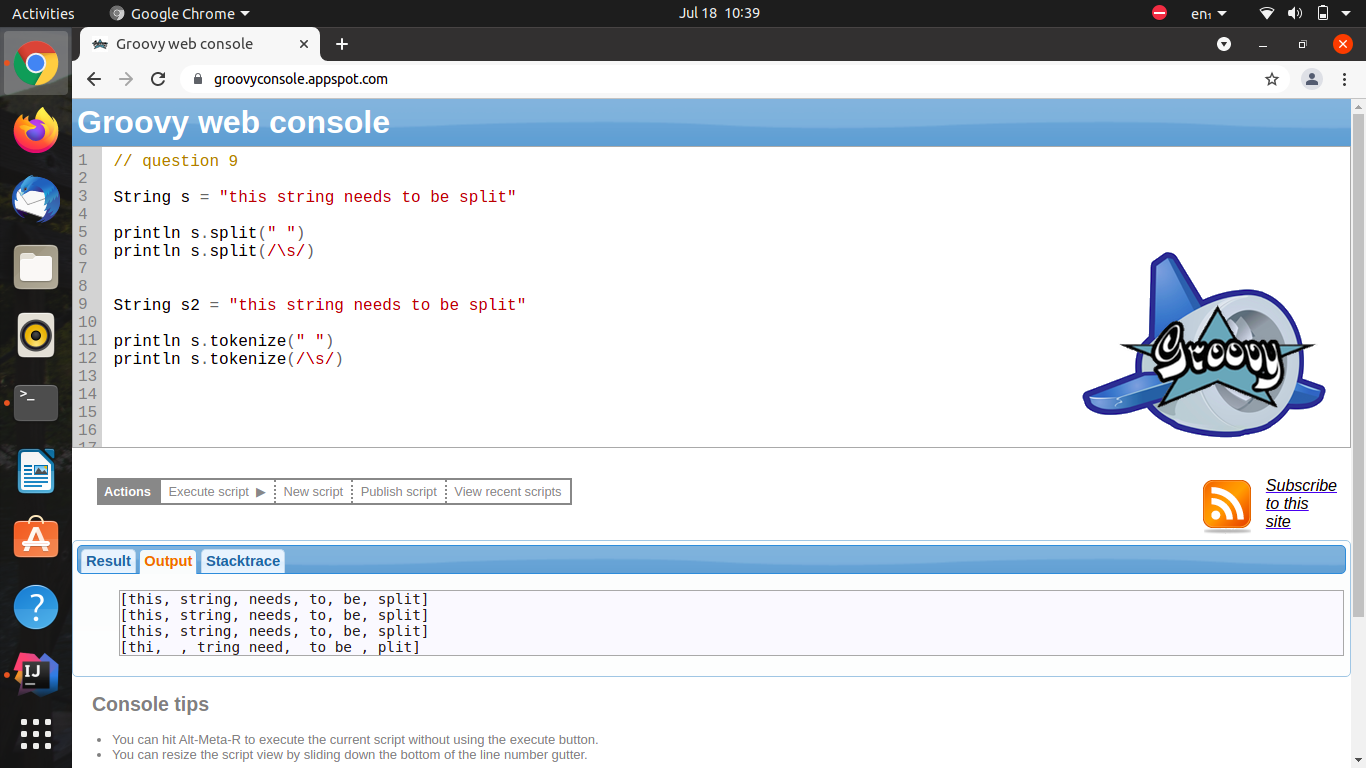 Activities Google Chrome Jul 18 10:39 en₁
Groovy web console
groovyconsole.appspot.com
Groovy web console
1 // question 9
2
3 String s = "this string needs to be split"
4
5 println s.split(" ")
6 println s.split(/\s/)
7
8
9 String s2 = "this string needs to be split"
10
11 println s.tokenize(" ")
12 println s.tokenize(/\s/)
13
14
15
16
17
Groovy
Actions Execute script ▶ New script Publish script View recent scripts
Subscribe
to this
site
Result Output Stacktrace
[this, string, needs, to, be, split]
[this, string, needs, to, be, split]
[this, string, needs, to, be, split]
[thi,  , tring need,  to be , plit]
Console tips
• You can hit Alt-Meta-R to execute the current script without using the execute button.
• You can resize the script view by sliding down the bottom of the line number gutter.
>_
?
IJ